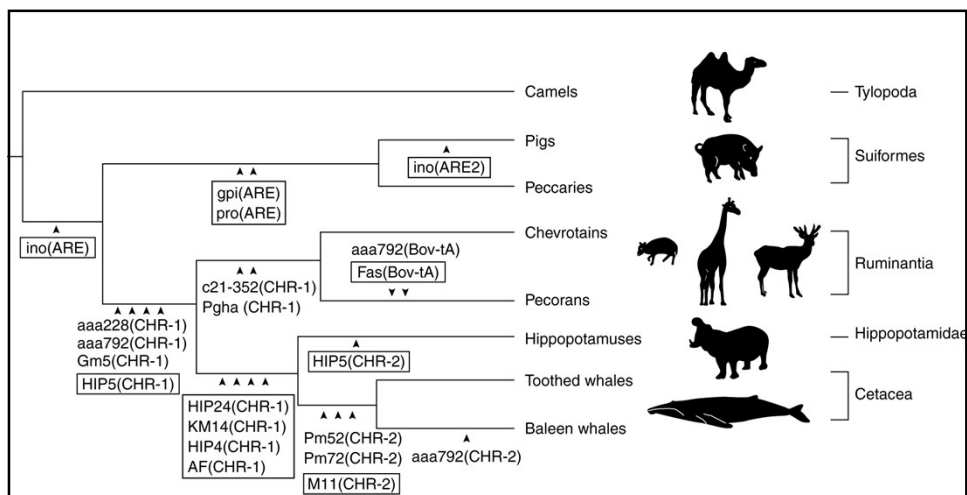 Camels
Tylopoda
Pigs
ino(ARE2)
Suiformes
gpi(ARE)
pro(ARE)
Peccaries
ino(ARE)
Chevrotains
aaa792(Bov-tA)
Fas(Bov-tA)
Ruminantia
c21-352(CHR-1)
Pgha (CHR-1)
Pecorans
aaa228(CHR-1)
aaa792(CHR-1)
Gm5(CHR-1)
HIP5(CHR-1)
Hippopotamuses
Hippopotamidae
HIP5(CHR-2)
Toothed whales
Cetacea
HIP24(CHR-1)
KM14(CHR-1)
HIP4(CHR-1)
AF(CHR-1)
Baleen whales
Pm52(CHR-2)
Pm72(CHR-2)
M11(CHR-2)
aaa792(CHR-2)